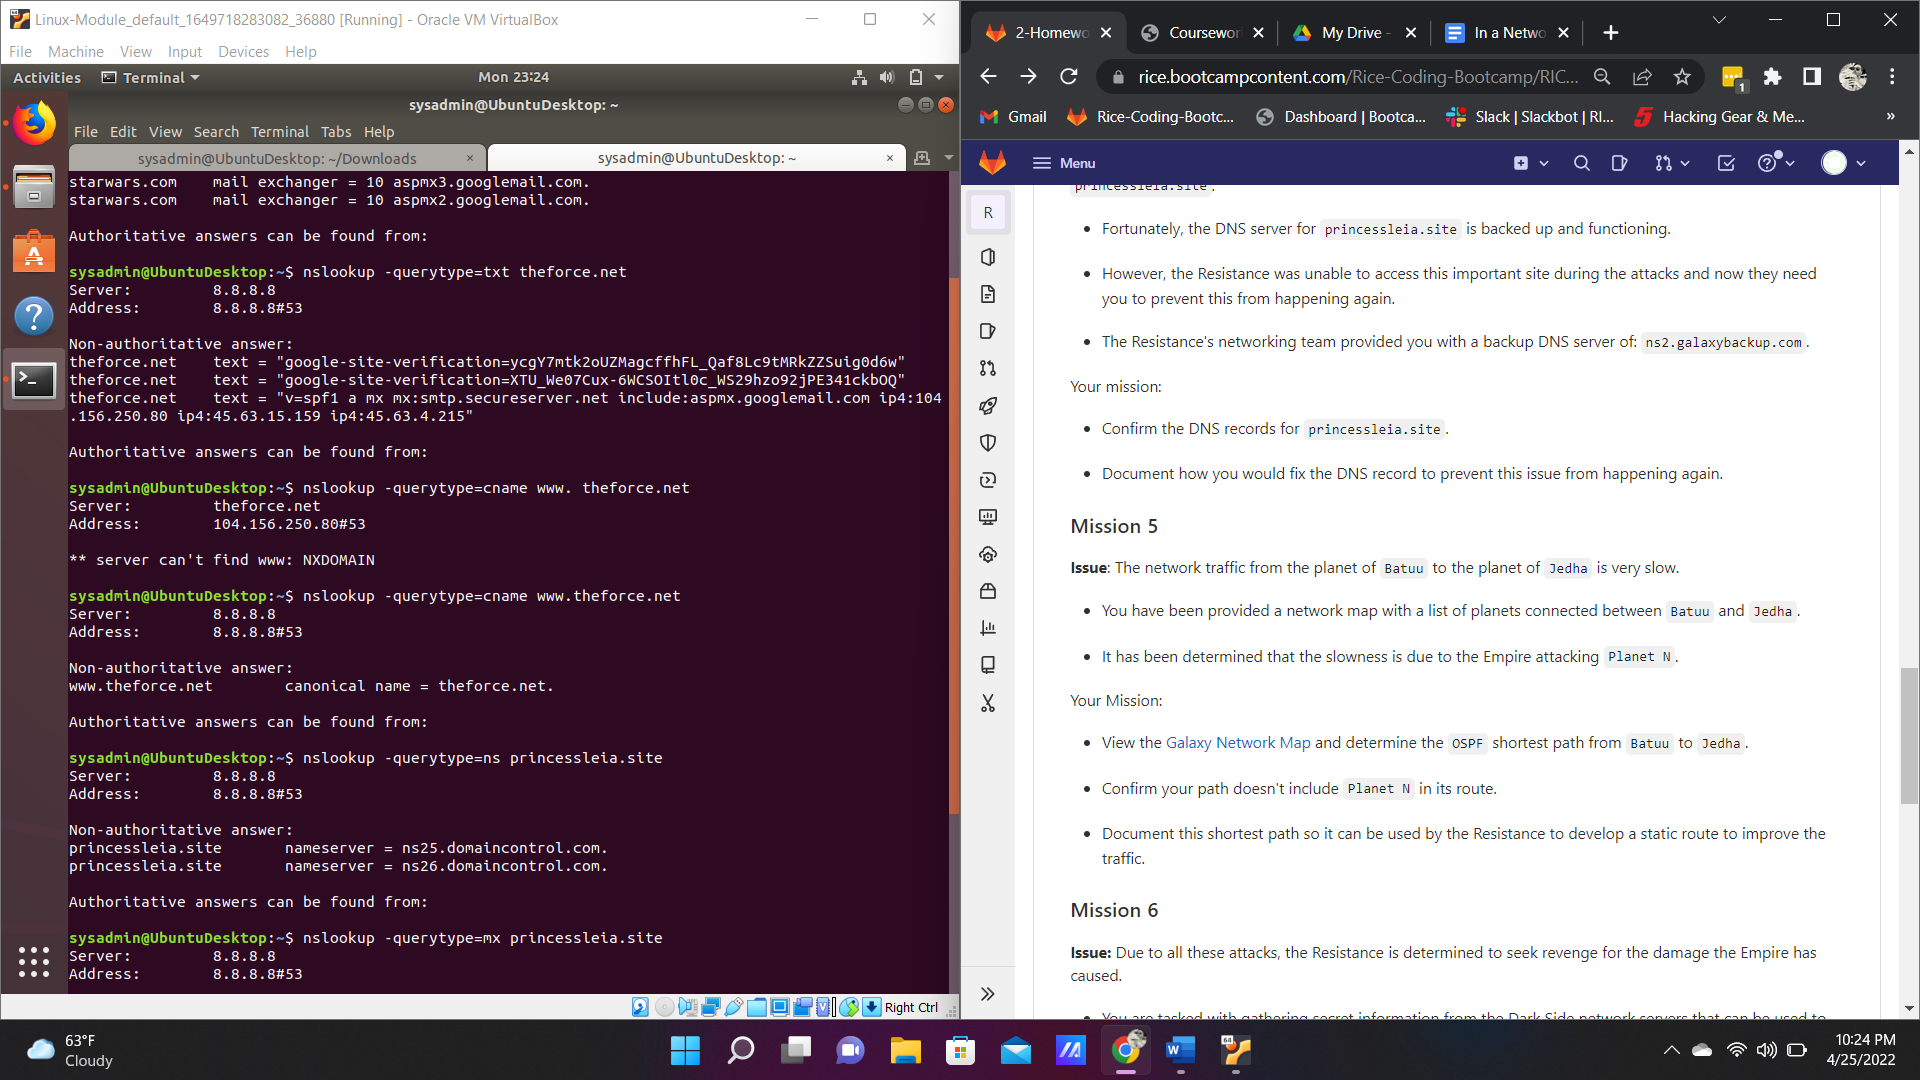 Linux-Module_default_1649718283082_36880 [Running] - Oracle VM VirtualBox
File Machine View Input Devices Help
Activities Terminal Mon 23:24
sysadmin@UbuntuDesktop: ~
File Edit View Search Terminal Tabs Help
sysadmin@UbuntuDesktop: ~/Downloads
sysadmin@UbuntuDesktop: ~
starwars.com mail exchanger = 10 aspmx3.googlemail.com.
starwars.com mail exchanger = 10 aspmx2.googlemail.com.
Authoritative answers can be found from:
sysadmin@UbuntuDesktop:~$ nslookup -querytype=txt theforce.net
Server: 8.8.8.8
Address: 8.8.8.8#53
Non-authoritative answer:
theforce.net text = "google-site-verification=ycgY7mtk2oUZMagcffhFL_Qaf8Lc9tMRkZZSuig0d6w"
theforce.net text = "google-site-verification=XTU_We07Cux-6WCSOItl0c_WS29hzo92jPE341ckbOQ"
theforce.net text = "v=spf1 a mx mx:smtp.secureserver.net include:aspmx.googlemail.com ip4:104
.156.250.80 ip4:45.63.15.159 ip4:45.63.4.215"
Authoritative answers can be found from:
sysadmin@UbuntuDesktop:~$ nslookup -querytype=cname www. theforce.net
Server: theforce.net
Address: 104.156.250.80#53
** server can't find www: NXDOMAIN
sysadmin@UbuntuDesktop:~$ nslookup -querytype=cname www.theforce.net
Server: 8.8.8.8
Address: 8.8.8.8#53
Non-authoritative answer:
www.theforce.net canonical name = theforce.net.
Authoritative answers can be found from:
sysadmin@UbuntuDesktop:~$ nslookup -querytype=ns princessleia.site
Server: 8.8.8.8
Address: 8.8.8.8#53
Non-authoritative answer:
princessleia.site nameserver = ns25.domaincontrol.com.
princessleia.site nameserver = ns26.domaincontrol.com.
Authoritative answers can be found from:
sysadmin@UbuntuDesktop:~$ nslookup -querytype=mx princessleia.site
Server: 8.8.8.8
Address: 8.8.8.8#53
Right Ctrl
2-Homewo
Coursewor
My Drive -
In a Netwo
rice.bootcampcontent.com/Rice-Coding-Bootcamp/RIC...
1
Gmail
Rice-Coding-Bootc...
Dashboard | Bootca...
Slack | Slackbot | RI...
Hacking Gear & Me...
Menu
R
princessleia.site.
Fortunately, the DNS server for princessleia.site is backed up and functioning.
However, the Resistance was unable to access this important site during the attacks and now they need
you to prevent this from happening again.
The Resistance's networking team provided you with a backup DNS server of: ns2.galaxybackup.com.
Your mission:
Confirm the DNS records for princessleia.site.
Document how you would fix the DNS record to prevent this issue from happening again.
Mission 5
Issue: The network traffic from the planet of Batuu to the planet of Jedha is very slow.
You have been provided a network map with a list of planets connected between Batuu and Jedha.
It has been determined that the slowness is due to the Empire attacking Planet N.
Your Mission:
View the Galaxy Network Map and determine the OSPF shortest path from Batuu to Jedha.
Confirm your path doesn't include Planet N in its route.
Document this shortest path so it can be used by the Resistance to develop a static route to improve the
traffic.
Mission 6
Issue: Due to all these attacks, the Resistance is determined to seek revenge for the damage the Empire has
caused.
You are tasked with gathering secret information from the Dark Side network servers that can be used to
63°F
Cloudy
10:24 PM
4/25/2022